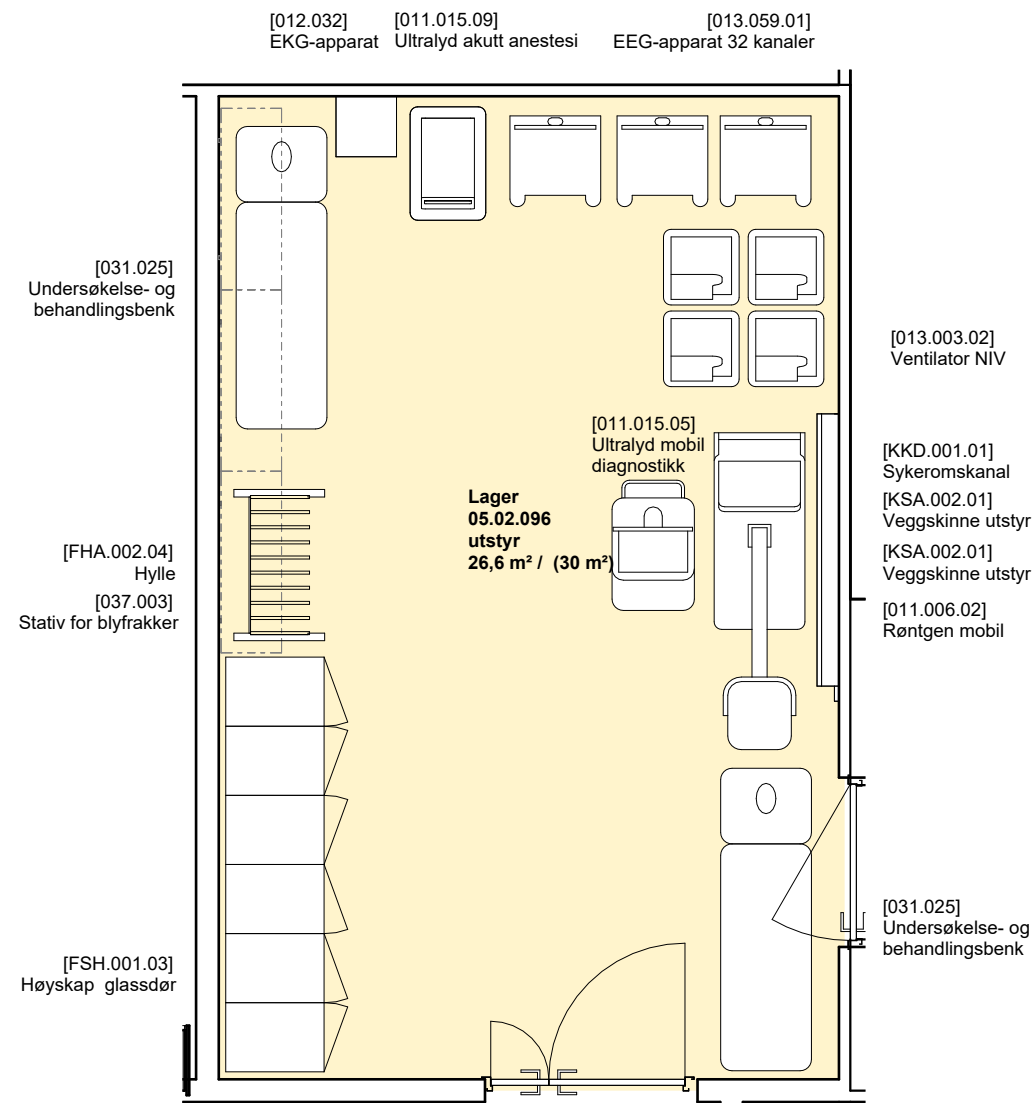 [012.032]
EKG-apparat
[011.015.09]
Ultralyd akutt anestesi
[013.059.01]
EEG-apparat 32 kanaler
[031.025]
Undersøkelse- og
behandlingsbenk
[013.003.02]
Ventilator NIV
[011.015.05]
Ultralyd mobil
diagnostikk
[KKD.001.01]
Sykeromskanal
[KSA.002.01]
Veggskinne utstyr
[KSA.002.01]
Veggskinne utstyr
Lager
05.02.096
utstyr
26,6 m² / (30 m²)
[FHA.002.04]
Hylle
[037.003]
Stativ for blyfrakker
[011.006.02]
Røntgen mobil
[031.025]
Undersøkelse- og
behandlingsbenk
[FSH.001.03]
Høyskap glassdør